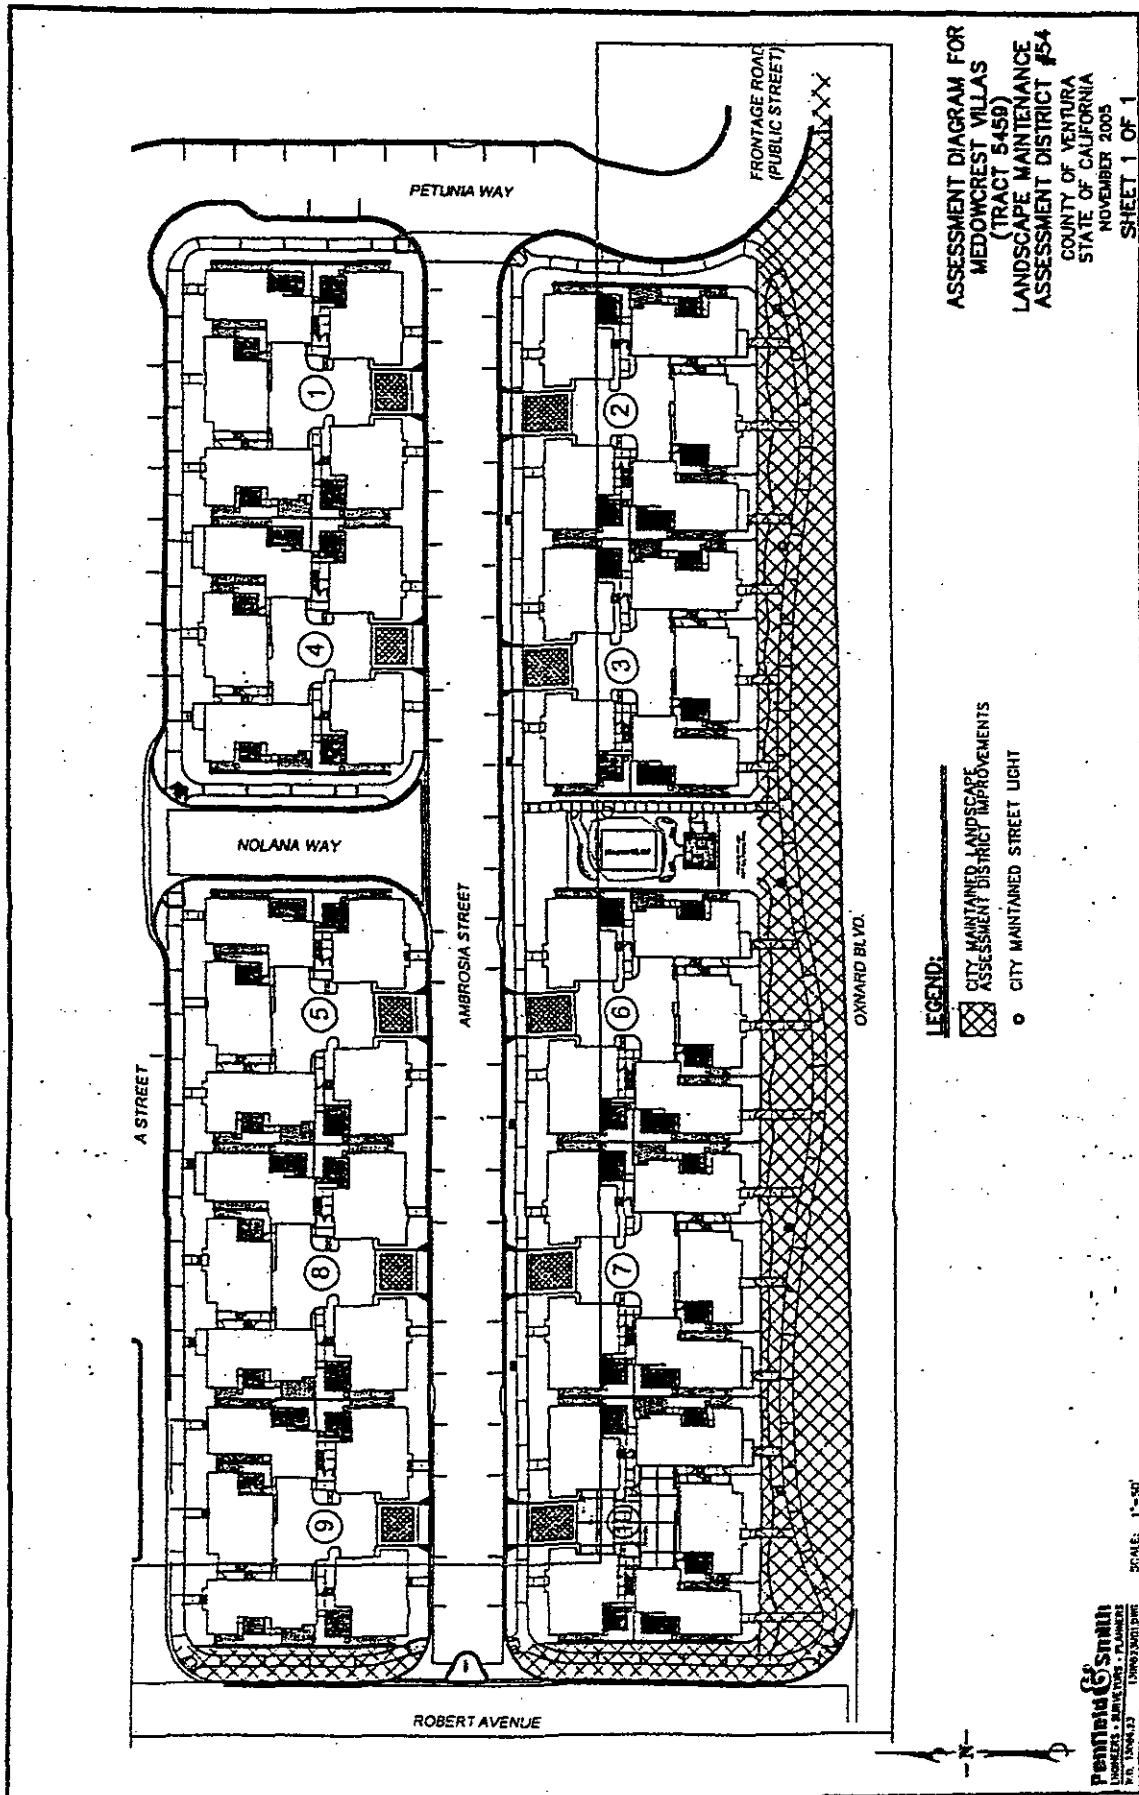 ASSESSMENT DIAGRAM FOR
MEDOWCREST VILLAS
(TRACT 5459)
LANDSCAPE MAINTENANCE
ASSESSMENT DISTRICT #54
COUNTY OF VENTURA
STATE OF CALIFORNIA
NOVEMBER 2005
SHEET 1 OF 1
FRONTAGE ROAD
(PUBLIC STREET)
PETUNIA WAY
1
2
4
3
NOLANA WAY
AMBROSIA STREET
A STREET
OXNARD BLVD.
5
6
8
7
9
10
ROBERT AVENUE
LEGEND:
CITY MAINTAINED LANDSCAPE
ASSESSMENT DISTRICT IMPROVEMENTS
CITY MAINTAINED STREET LIGHT
-N-
Penfield & Smith
ENGINEERS • SURVEYORS • PLANNERS
SCALE: 1"=50'